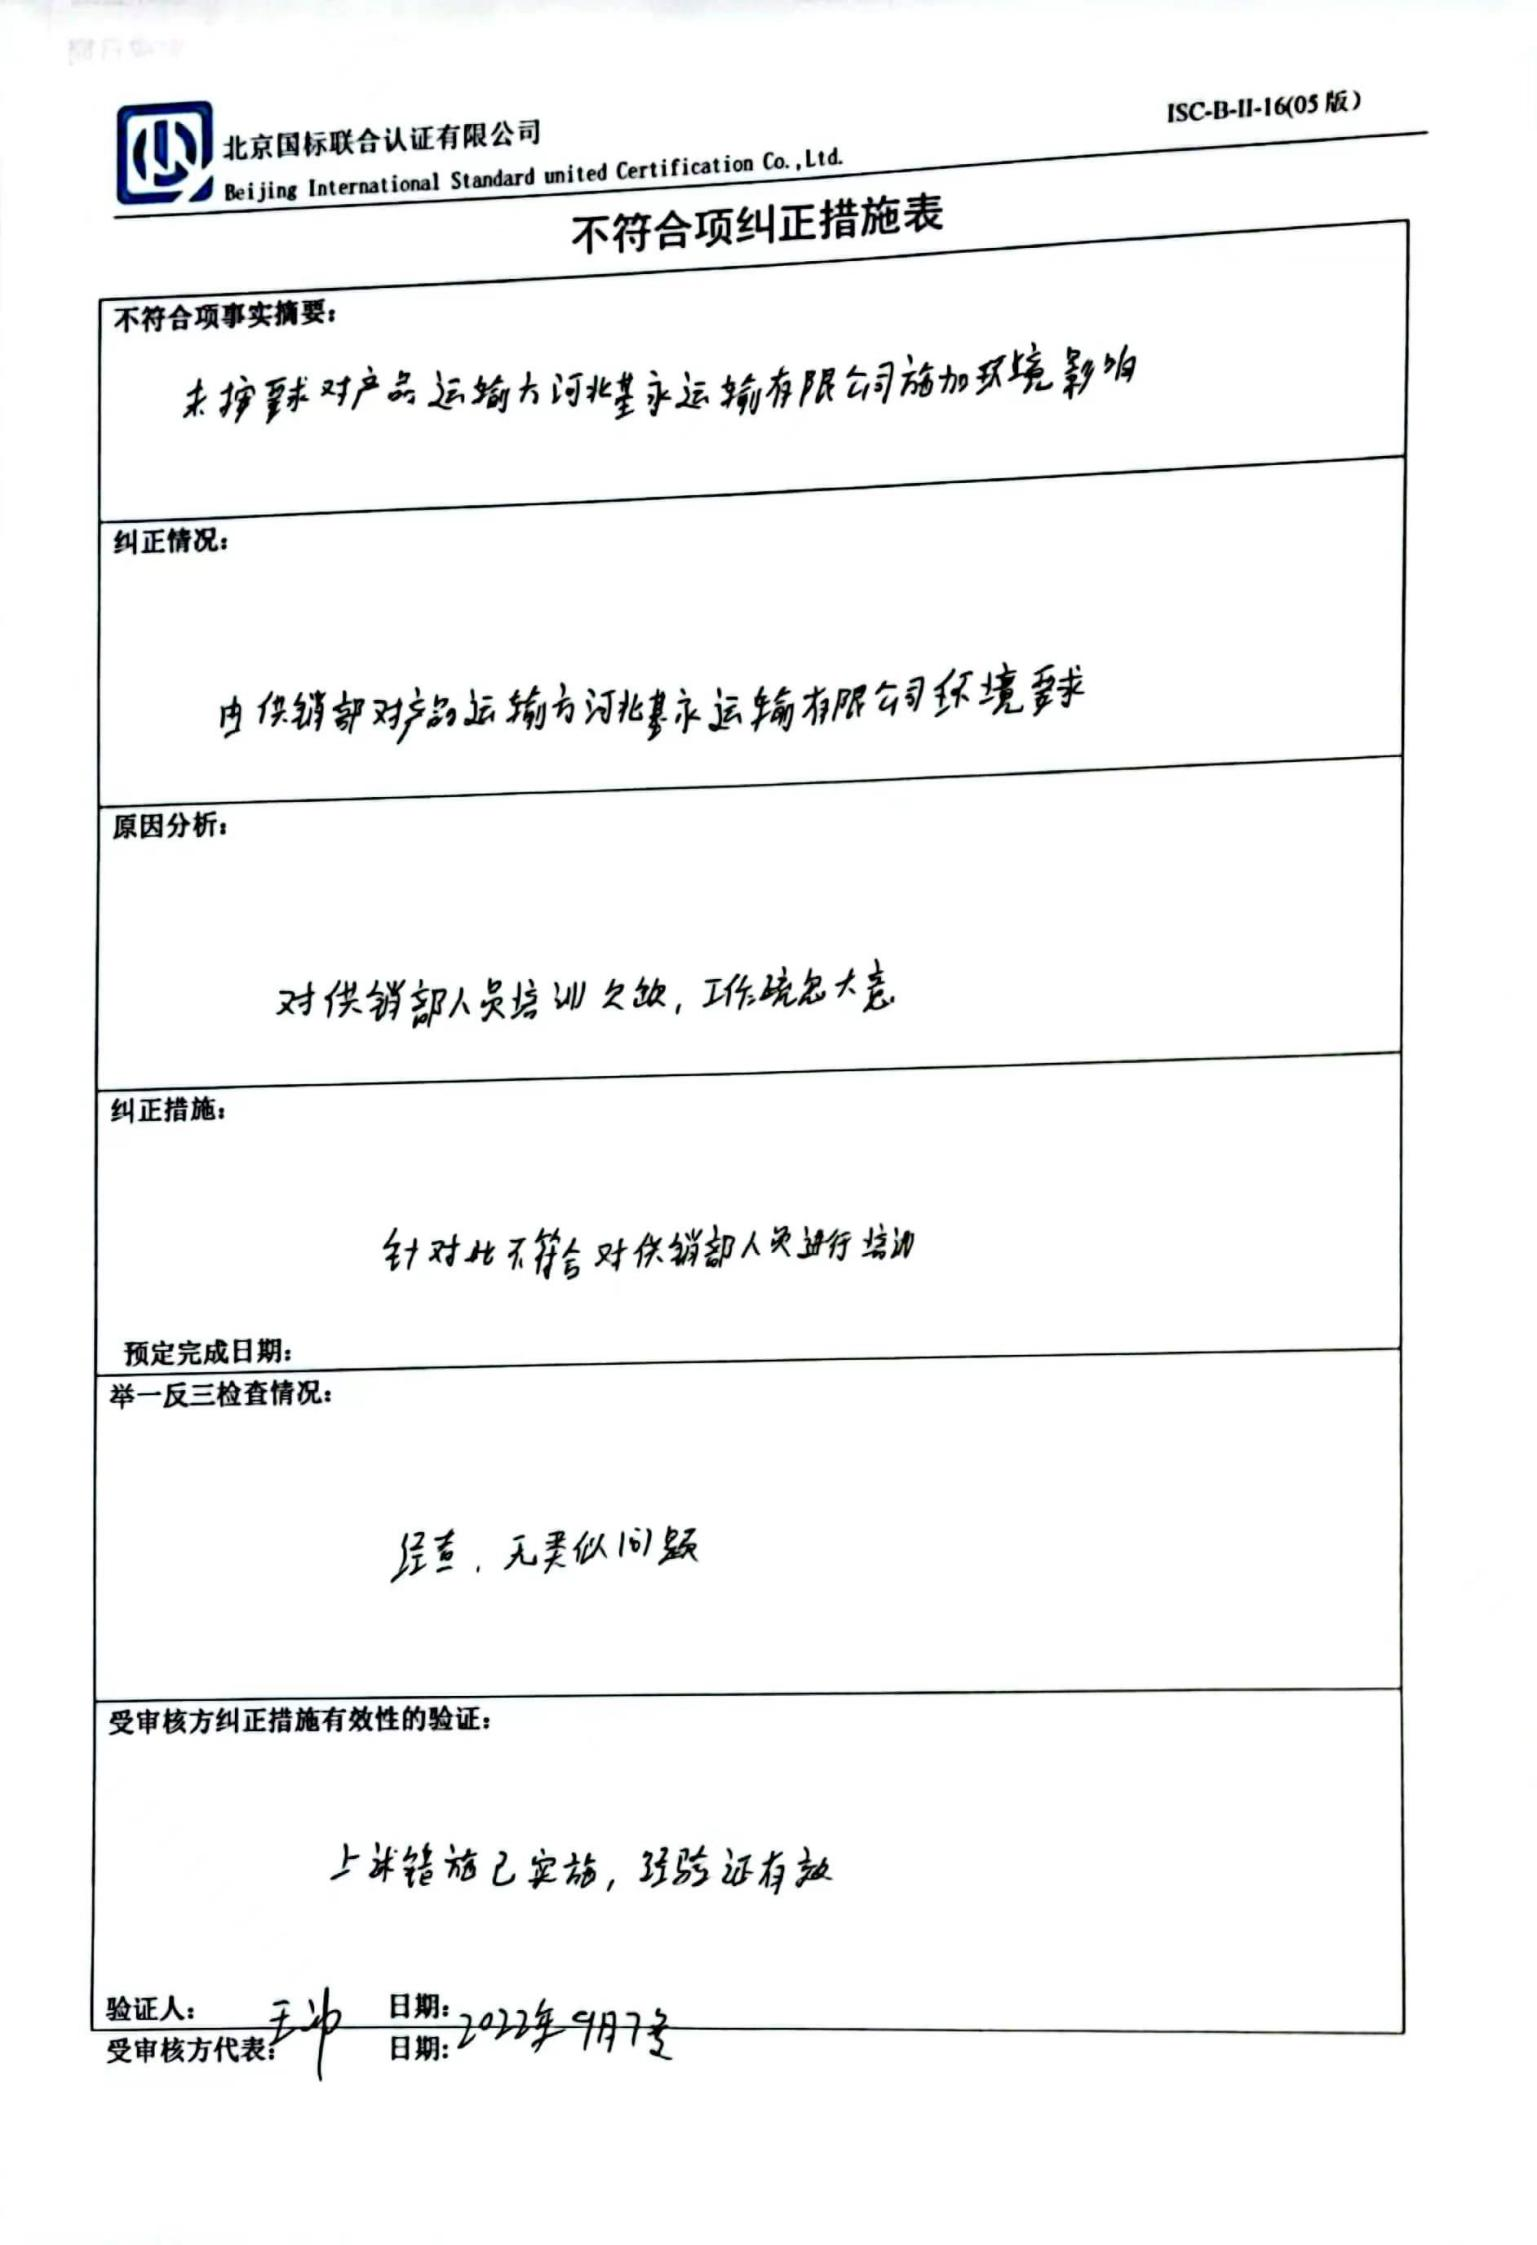 ISC-B-II-16(05 版)
北京国标联合认证有限公司
Beijing International Standard united Certification Co.,Ltd.
不符合项纠正措施表
不符合项事实摘要:
未按要求对产品运输方河北基永运输有限公司施加环境影响
纠正情况:
由供销部对产品运输方河北基永运输有限公司环境要求
原因分析:
对供销部人员培训欠缺,工作疏忽大意
纠正措施:
针对此不符合对供销部人员进行培训
预定完成日期:
举一反三检查情况:
经查,无类似问题
受审核方纠正措施有效性的验证:
上述措施已实施,经验证有效
验证人: 日期:
受审核方代表: 日期: 2022年9月7号